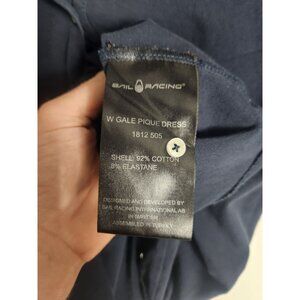 SAIL RACING®
W GALE PIQUE DRESS
1812 505
SHELL: 92% COTTON
8% ELASTANE
DESIGNED AND DEVELOPED BY
SAIL RACING INTERNATIONAL AB
IN SWEDEN
ASSEMBLED IN TURKEY